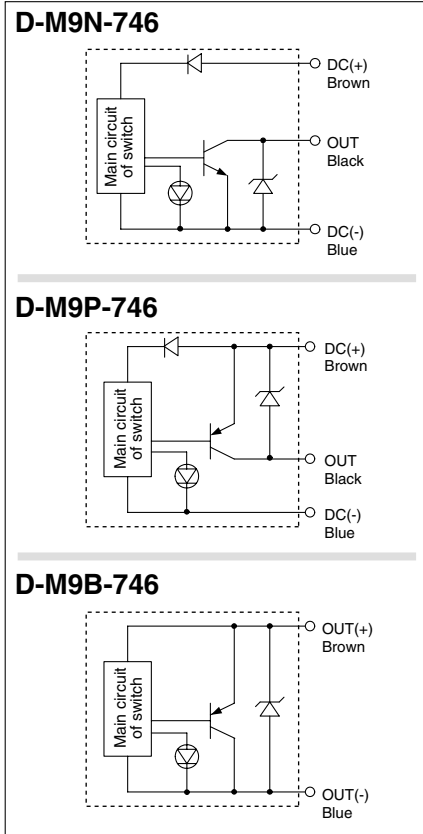 D-M9N-746
DC(+)
Brown
Main circuit
of switch
OUT
Black
DC(-)
Blue
D-M9P-746
DC(+)
Brown
Main circuit
of switch
OUT
Black
DC(-)
Blue
D-M9B-746
OUT(+)
Brown
Main circuit
of switch
OUT(-)
Blue